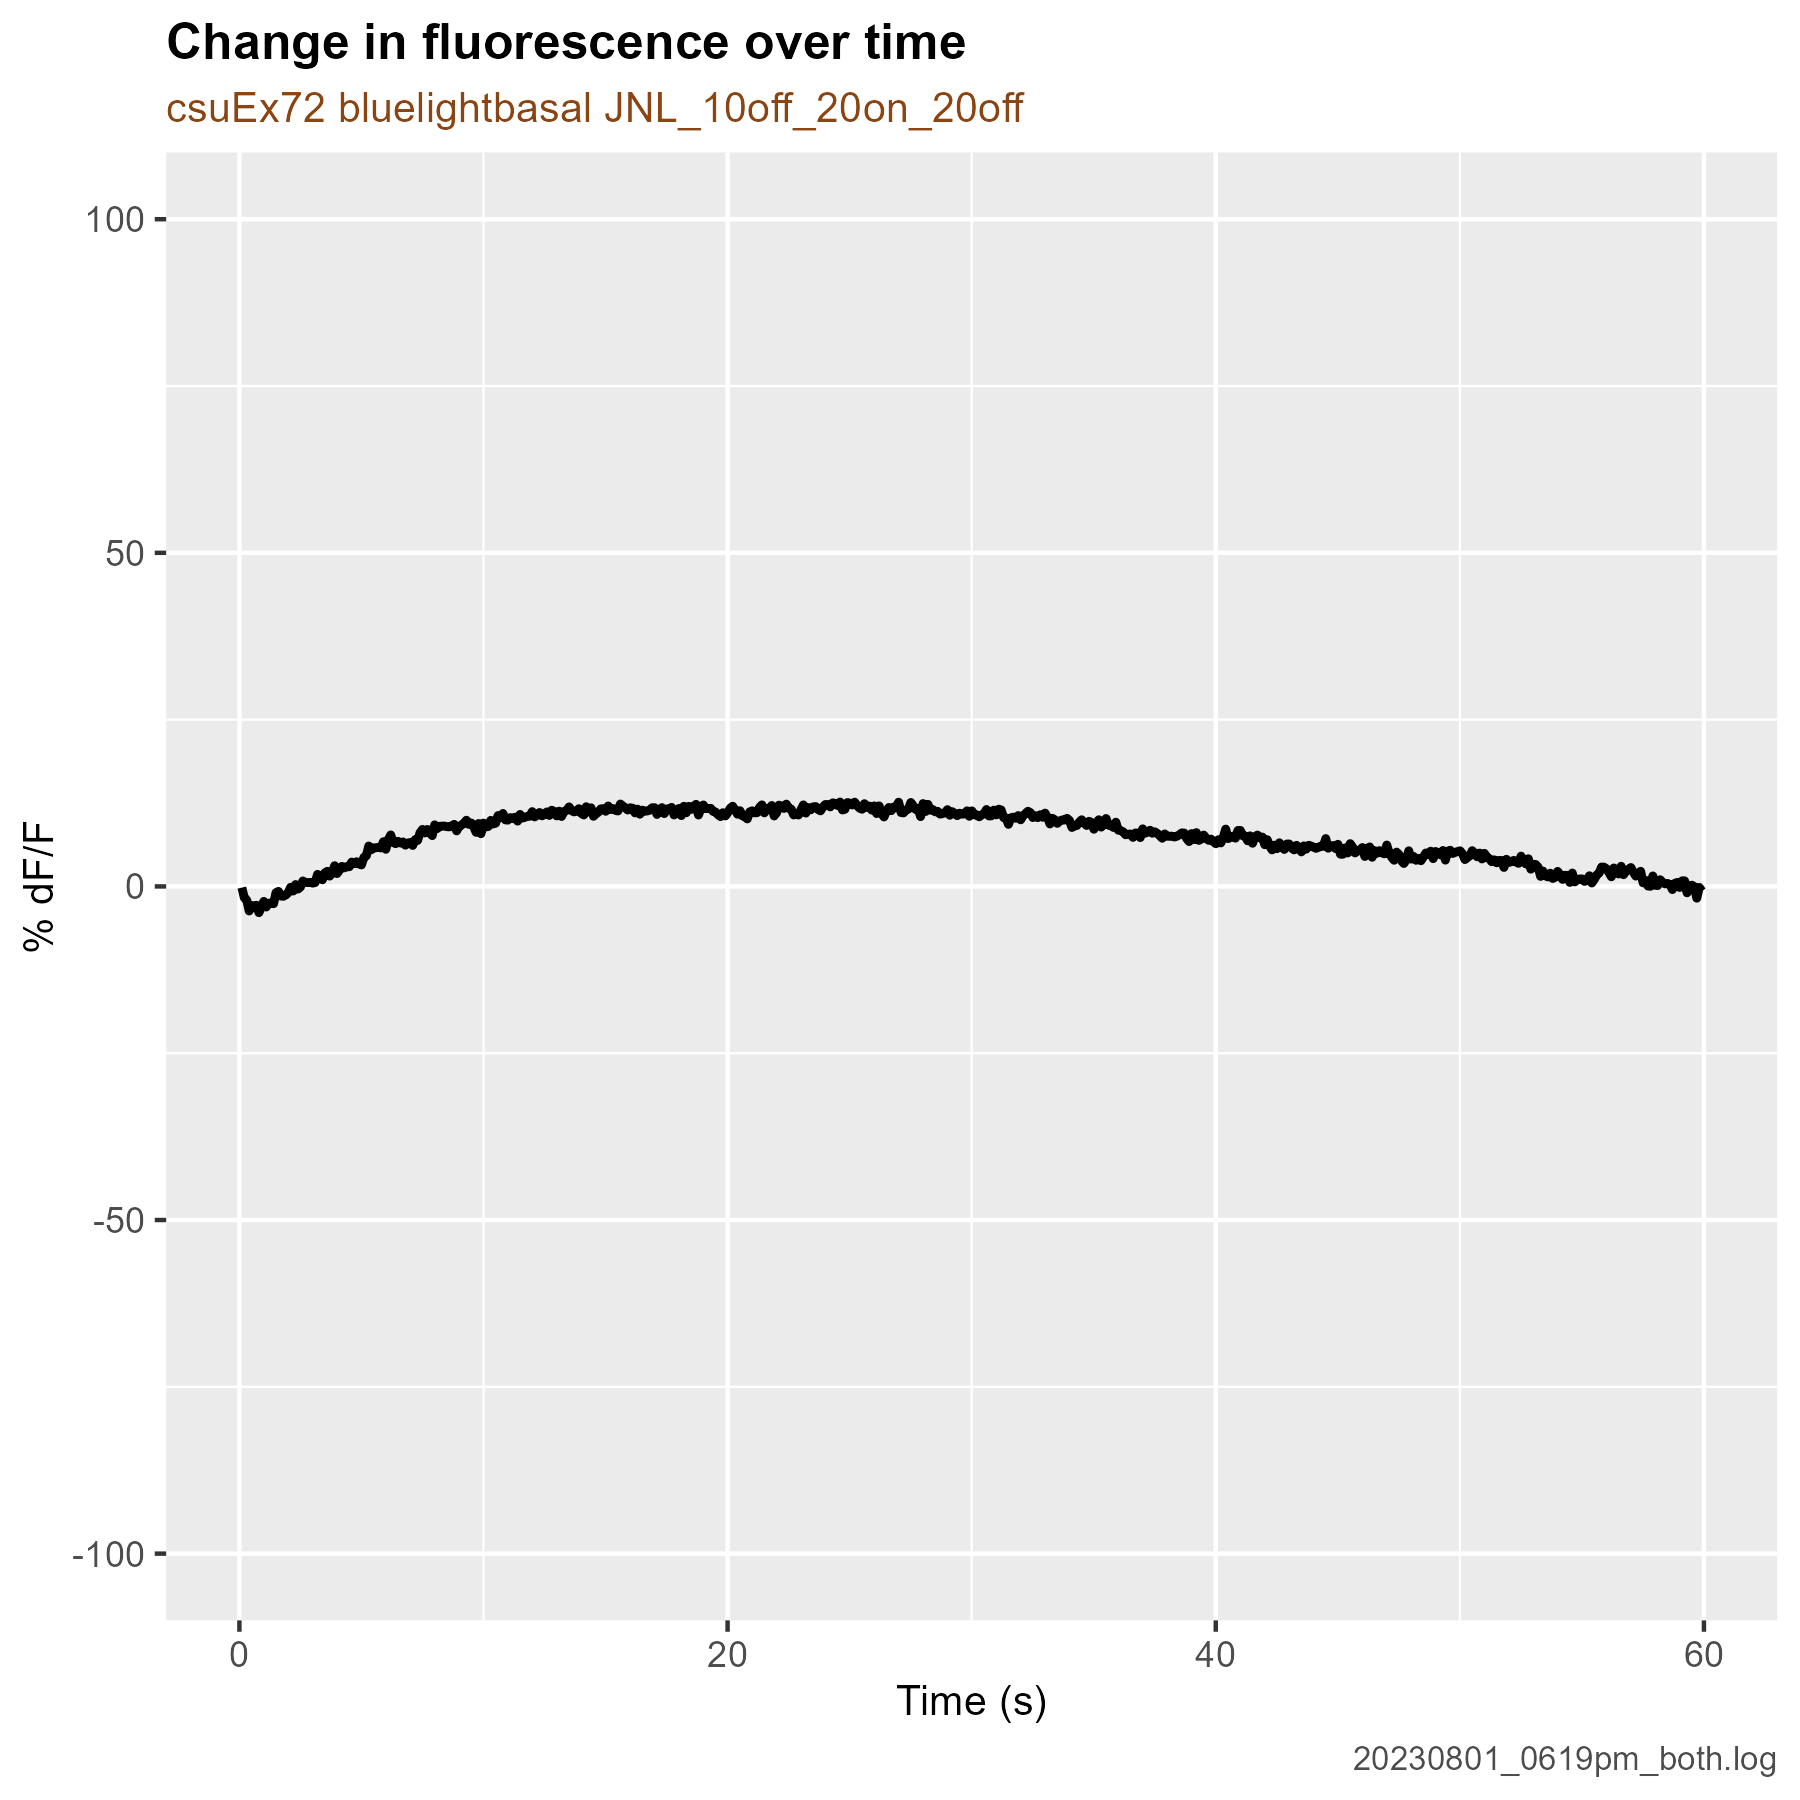 Change in fluorescence over time
csuEx72 bluelightbasal JNL_10off_20on_20off
100
50
0
-50
-100
% dF/F
0 20 40 60
Time (s)
20230801_0619pm_both.log